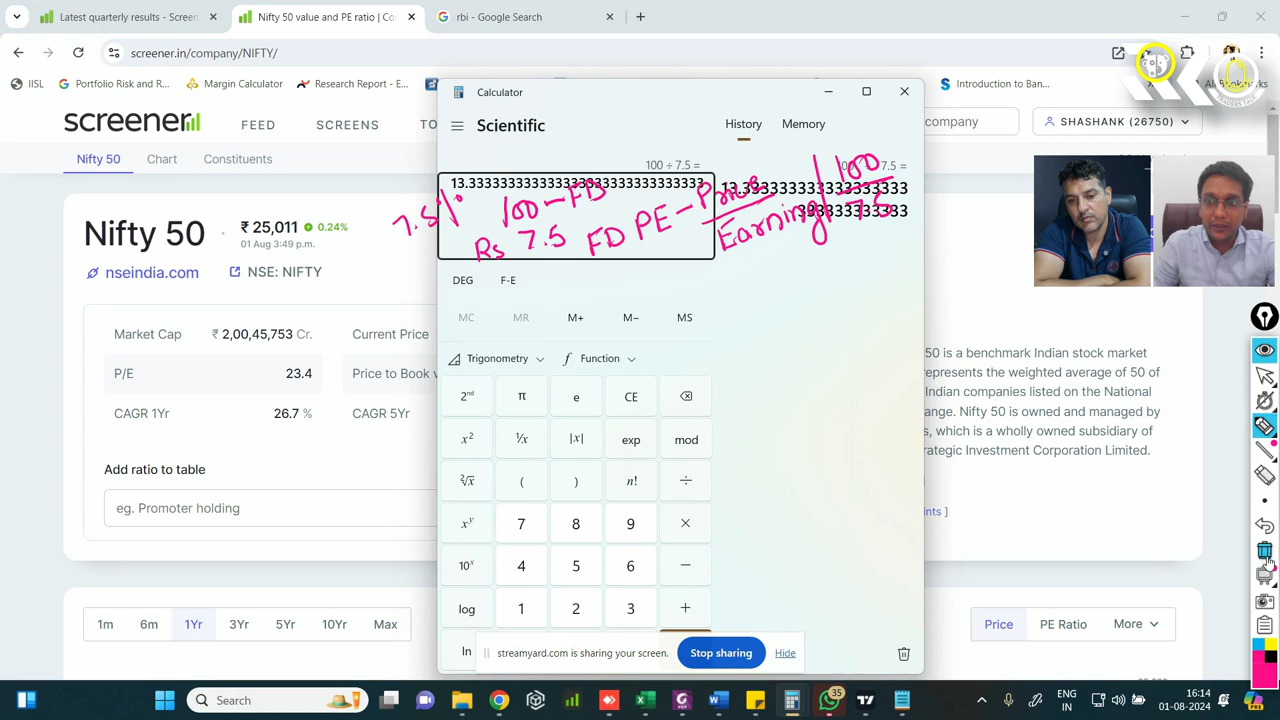 Latest quarterly results - Screen
Nifty 50 value and PE ratio | Co
rbi - Google Search
screener.in/company/NIFTY/
IISL
Portfolio Risk and R...
Margin Calculator
Research Report - E...
Introduction to Ban...
All Bookmarks
screener
FEED
SCREENS
TO
company
SHASHANK (26750)
Nifty 50
Chart
Constituents
Nifty 50
₹ 25,011
0.24%
01 Aug 3:49 p.m.
nseindia.com
NSE: NIFTY
Market Cap
₹ 2,00,45,753 Cr.
Current Price
P/E
23.4
Price to Book v
CAGR 1Yr
26.7 %
CAGR 5Yr
Add ratio to table
eg. Promoter holding
50 is a benchmark Indian stock market
represents the weighted average of 50 of
Indian companies listed on the National
nge. Nifty 50 is owned and managed by
s, which is a wholly owned subsidiary of
trategic Investment Corporation Limited.
ints ]
1m
6m
1Yr
3Yr
5Yr
10Yr
Max
Price
PE Ratio
More
Calculator
Scientific
History
Memory
100 ÷ 7.5 =
7.5%
100 - FD
Rs 7.5 FD
PE - Price
Earning
100
7.5
DEG
F-E
MC
MR
M+
M−
MS
Trigonometry
Function
2nd
π
e
CE
x²
¹/x
|x|
exp
mod
²√x
(
)
n!
÷
xʸ
7
8
9
×
10ˣ
4
5
6
−
log
1
2
3
+
ln
streamyard.com is sharing your screen.
Stop sharing
Hide
Search
35
ENG
IN
16:14
01-08-2024